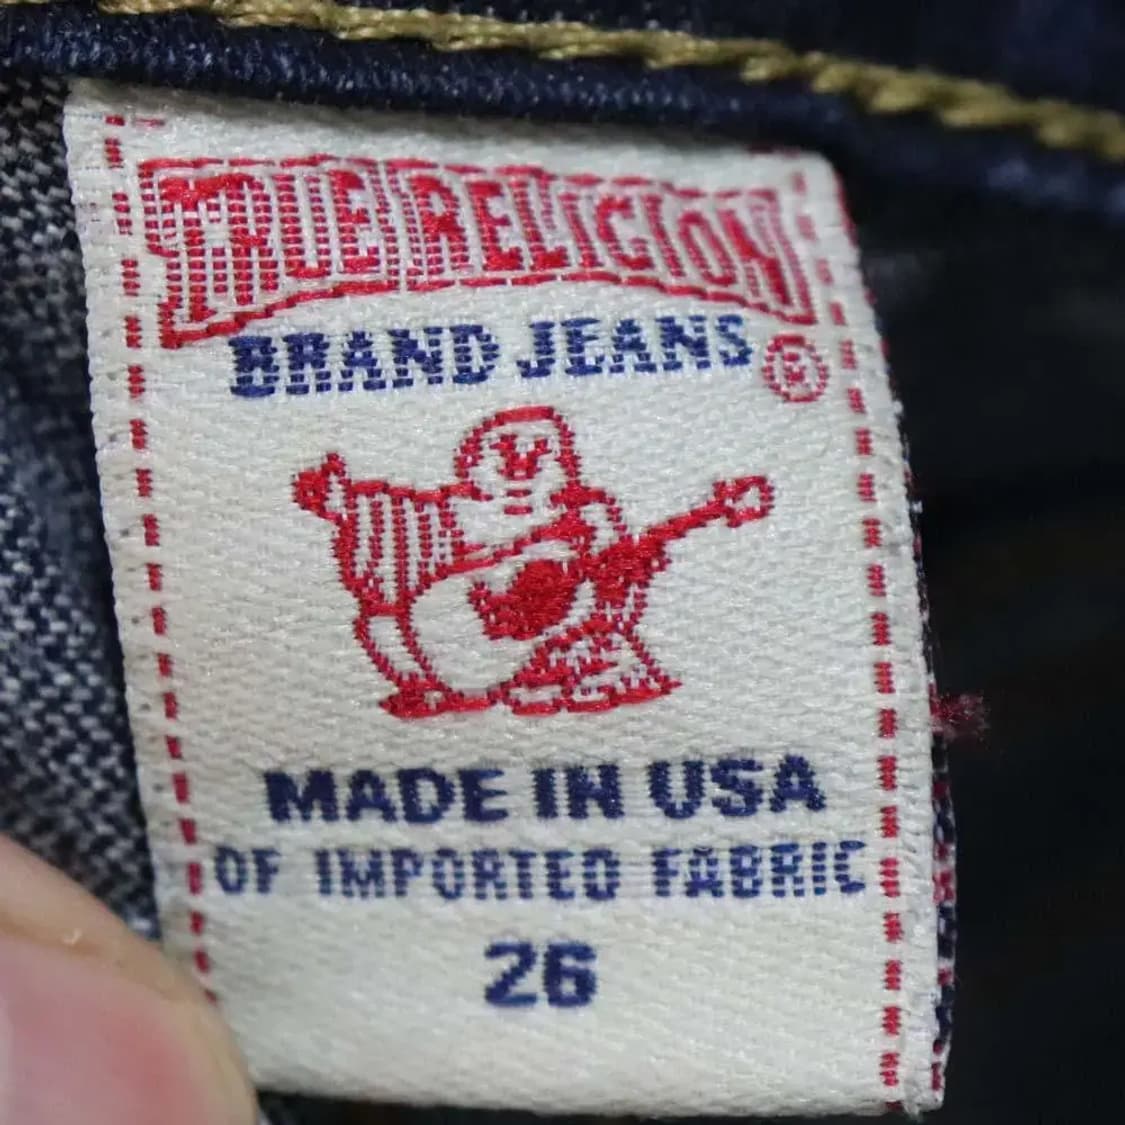 TRUE RELIGION
BRAND JEANS ®
MADE IN USA
OF IMPORTED FABRIC
26